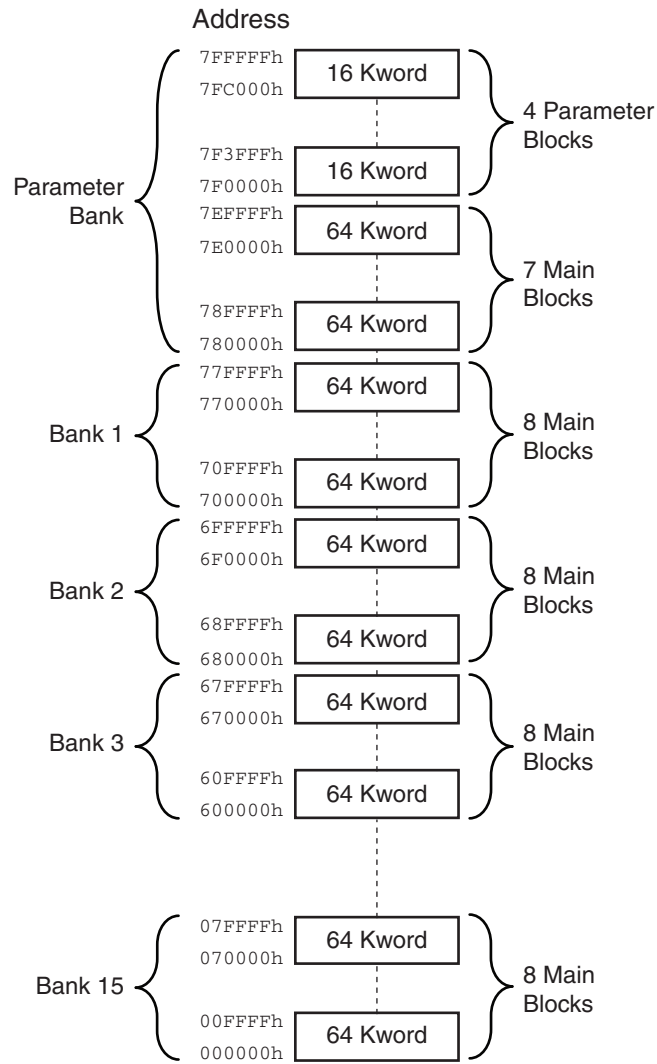 Address
7FFFFFh
16 Kword
7FC000h
4 Parameter
Blocks
7F3FFFh
16 Kword
7F0000h
Parameter
Bank
7EFFFFh
64 Kword
7E0000h
7 Main
Blocks
78FFFFh
64 Kword
780000h
77FFFFh
64 Kword
770000h
Bank 1
8 Main
Blocks
70FFFFh
64 Kword
700000h
6FFFFFh
64 Kword
6F0000h
Bank 2
8 Main
Blocks
68FFFFh
64 Kword
680000h
67FFFFh
64 Kword
670000h
Bank 3
8 Main
Blocks
60FFFFh
64 Kword
600000h
07FFFFh
64 Kword
070000h
Bank 15
8 Main
Blocks
00FFFFh
64 Kword
000000h